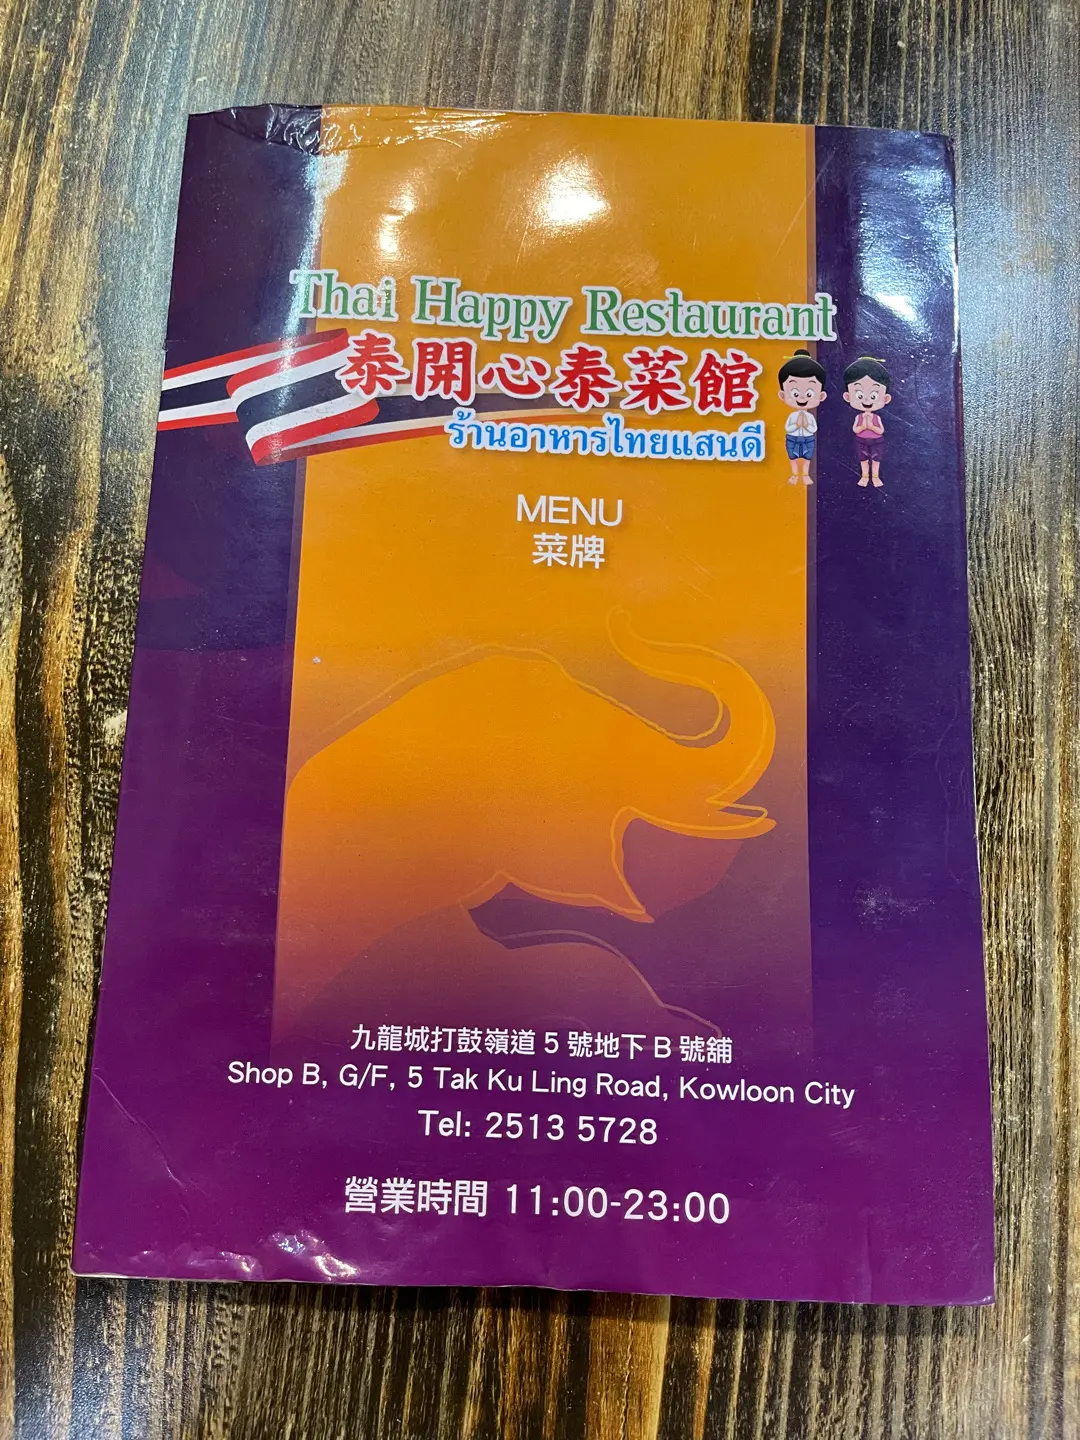 Thai Happy Restaurant
泰開心泰菜館
ร้านอาหารไทยแสนดี
MENU
菜牌
九龍城打鼓嶺道 5 號地下 B 號舖
Shop B, G/F, 5 Tak Ku Ling Road, Kowloon City
Tel: 2513 5728
營業時間 11:00-23:00